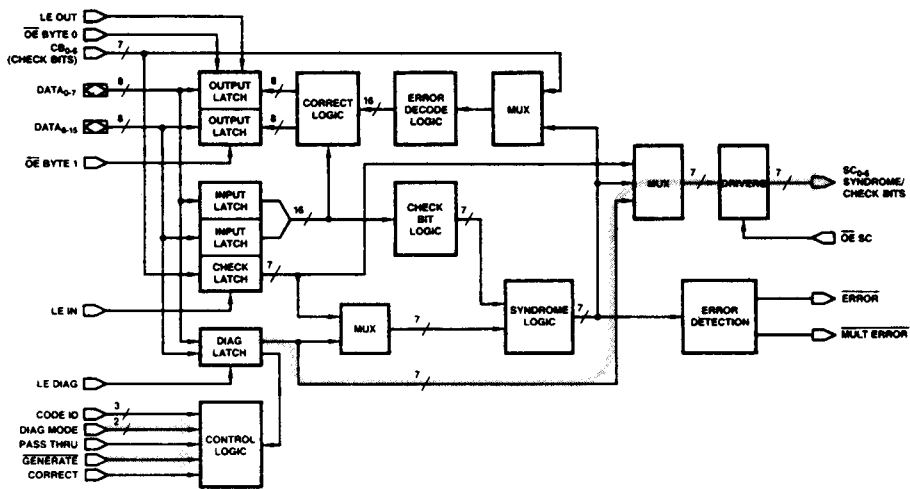 LE OUT
OE BYTE 0
CB0-6
(CHECK BITS)
7
DATA0-7
8
DATA8-15
8
OE BYTE 1
OUTPUT
LATCH
OUTPUT
LATCH
8
8
CORRECT
LOGIC
16
ERROR
DECODE
LOGIC
MUX
INPUT
LATCH
INPUT
LATCH
CHECK
LATCH
16
7
CHECK
BIT
LOGIC
7
MUX
7
DRIVERS
7
SC0-6
SYNDROME/
CHECK BITS
OE SC
LE IN
MUX
7
SYNDROME
LOGIC
7
ERROR
DETECTION
ERROR
MULT ERROR
DIAG
LATCH
7
LE DIAG
CODE ID
3
DIAG MODE
2
PASS THRU
GENERATE
CORRECT
CONTROL
LOGIC